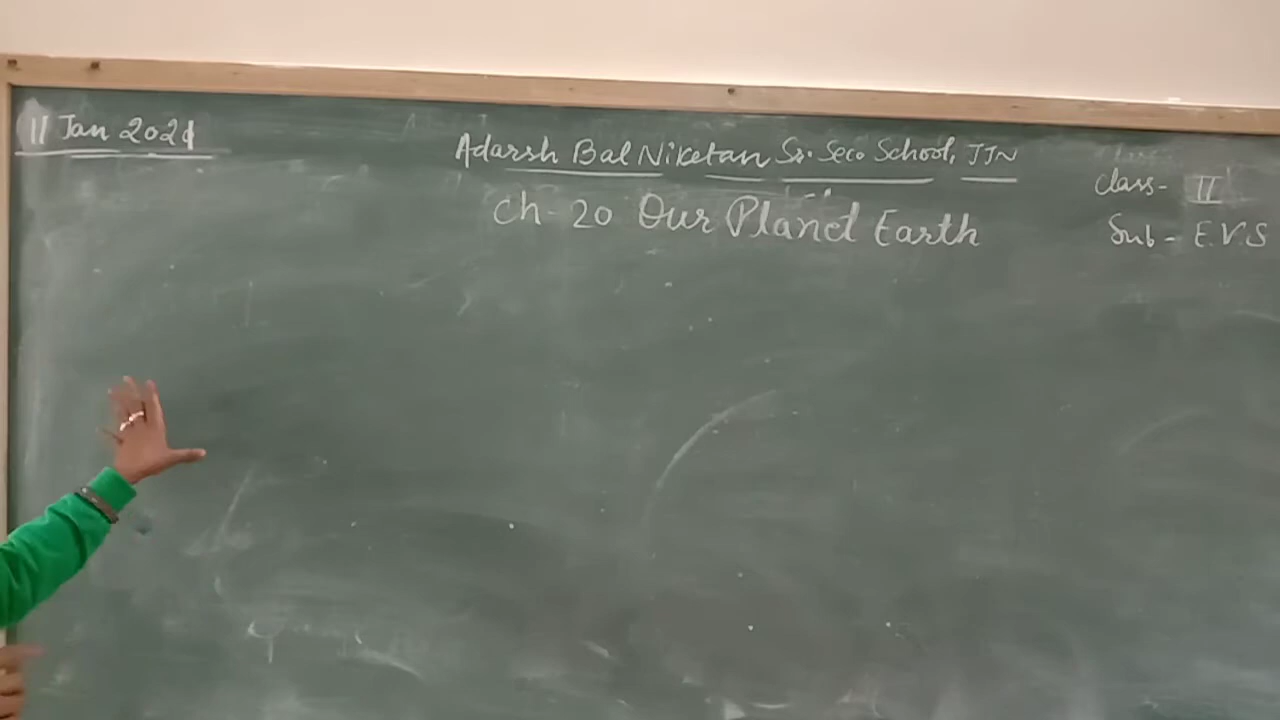 11 Jan 2021
Adarsh Bal Niketan Sr. Seco School, JJN
Class- II
Ch- 20 Our Planet Earth
Sub- E.V.S